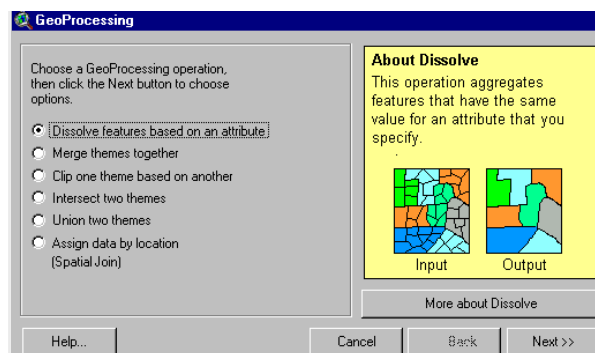 GeoProcessing
Choose a GeoProcessing operation,
then click the Next button to choose
options.
Dissolve features based on an attribute
Merge themes together
Clip one theme based on another
Intersect two themes
Union two themes
Assign data by location
(Spatial Join)
About Dissolve
This operation aggregates
features that have the same
value for an attribute that you
specify.
Input Output
More about Dissolve
Help... Cancel Back Next >>